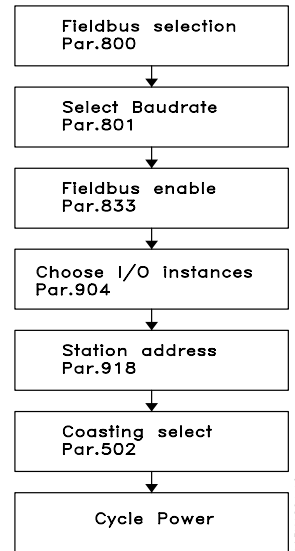 Fieldbus selection
Par.800
Select Baudrate
Par.801
Fieldbus enable
Par.833
Choose I/O instances
Par.904
Station address
Par.918
Coasting select
Par.502
Cycle Power